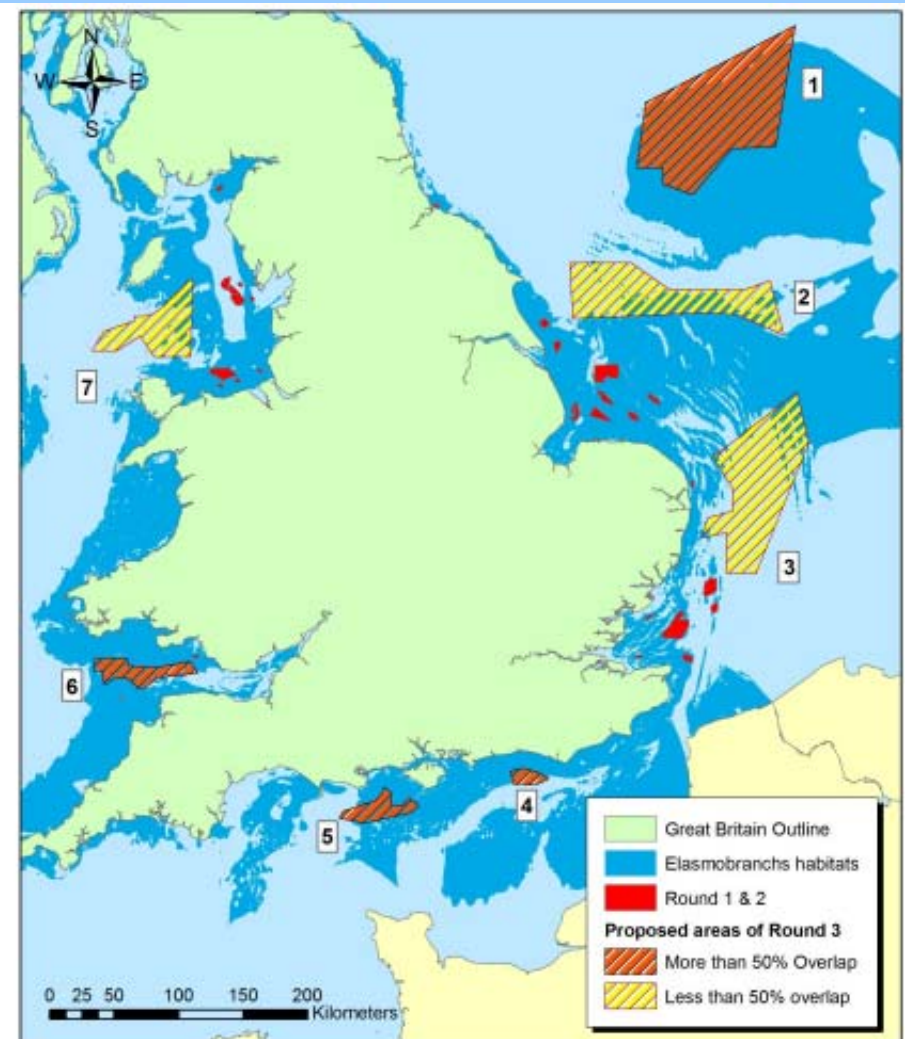 N
W E
S
1
2
7
3
6
4
5
Great Britain Outline
Elasmobranchs habitats
Round 1 & 2
Proposed areas of Round 3
More than 50% Overlap
Less than 50% overlap
0 25 50 100 150 200
Kilometers